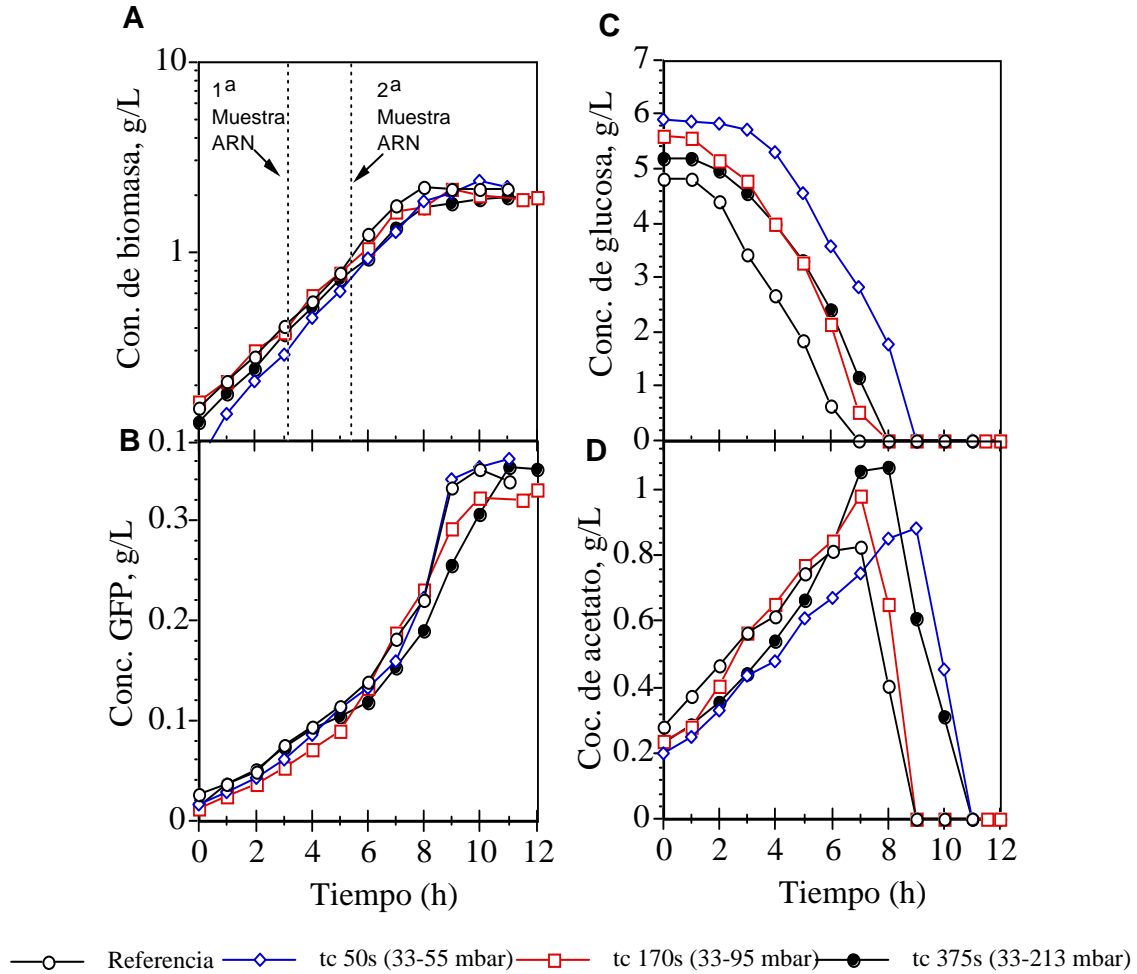 A
Con. de biomasa, g/L
10
1
0.1
1a
Muestra
ARN
2a
Muestra
ARN
B
Conc. GFP, g/L
0.3
0.2
0.1
0
0 2 4 6 8 10 12
Tiempo (h)
C
Conc. de glucosa, g/L
7
6
5
4
3
2
1
0
D
Coc. de acetato, g/L
1
0.8
0.6
0.4
0.2
0
0 2 4 6 8 10 12
Tiempo (h)
Referencia
tc 50s (33-55 mbar)
tc 170s (33-95 mbar)
tc 375s (33-213 mbar)